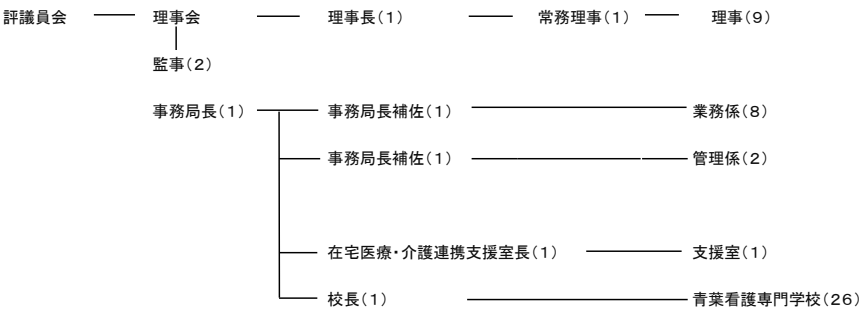 評議員会 理事会 理事長(1) 常務理事(1) 理事(9)
監事(2)
事務局長(1) 事務局長補佐(1) 業務係(8)
事務局長補佐(1) 管理係(2)
在宅医療・介護連携支援室長(1) 支援室(1)
校長(1) 青葉看護専門学校(26)